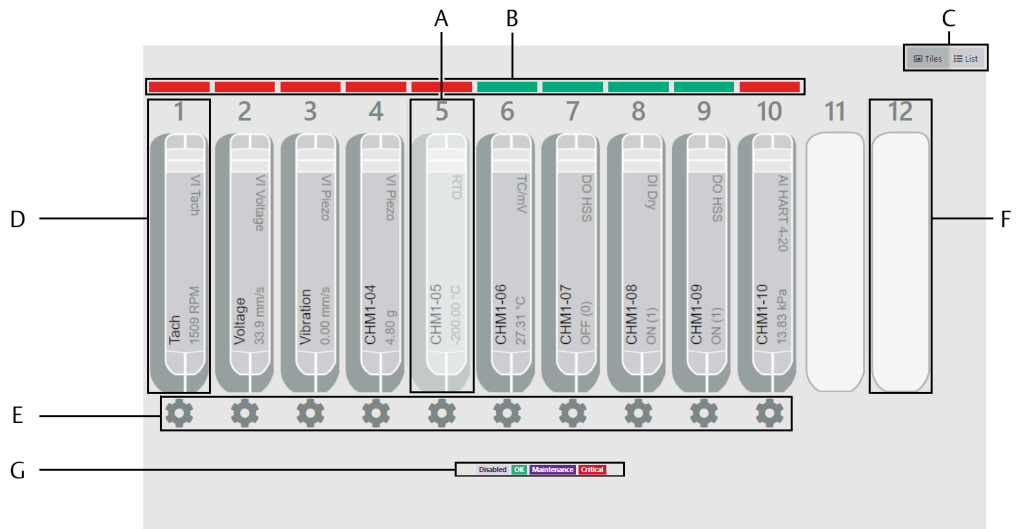 A B C
Tiles List
1 2 3 4 5 6 7 8 9 10 11 12
VI Tach
Tach
1509 RPM
VI Voltage
Voltage
33.9 mm/s
VI Piezo
Vibration
0.00 mm/s
VI Piezo
CHM1-04
4.80 g
RTD
CHM1-05
-200.00 °C
TC/mV
CHM1-06
27.31 °C
DO HSS
CHM1-07
OFF (0)
DI Dry
CHM1-08
ON (1)
DO HSS
CHM1-09
ON (1)
AI HART 4-20
CHM1-10
13.83 kPa
D
F
E
G
Disabled OK Maintenance Critical